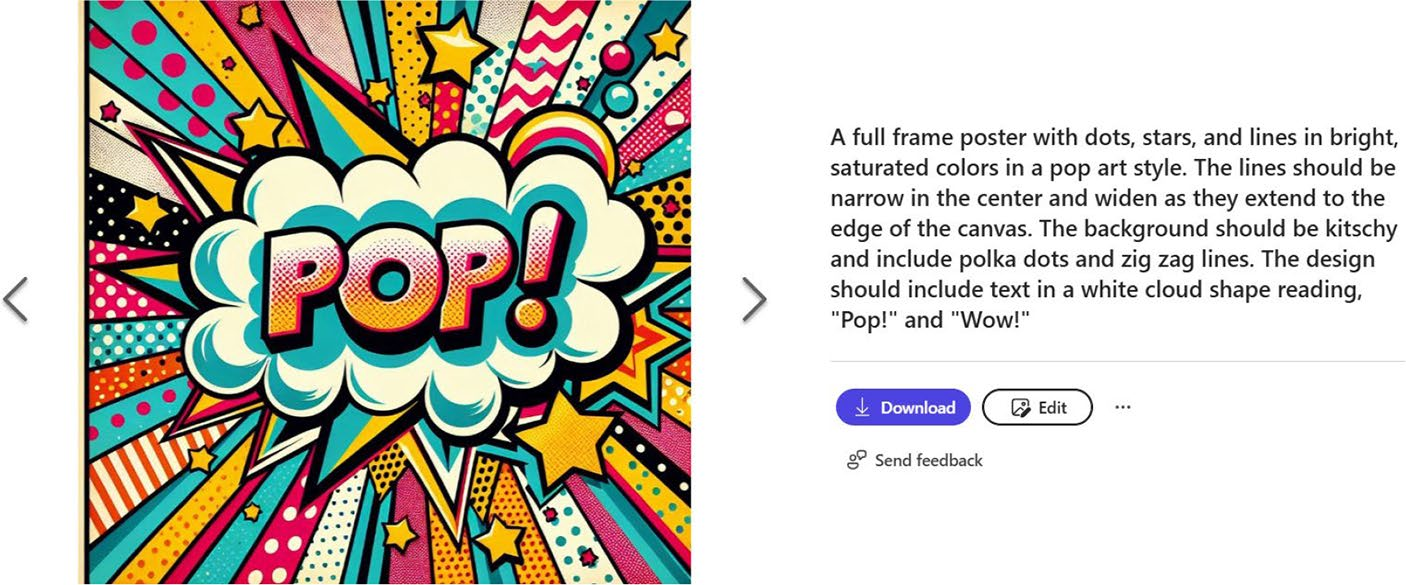 POP!
A full frame poster with dots, stars, and lines in bright,
saturated colors in a pop art style. The lines should be
narrow in the center and widen as they extend to the
edge of the canvas. The background should be kitschy
and include polka dots and zig zag lines. The design
should include text in a white cloud shape reading,
"Pop!" and "Wow!"
Download
Edit
Send feedback